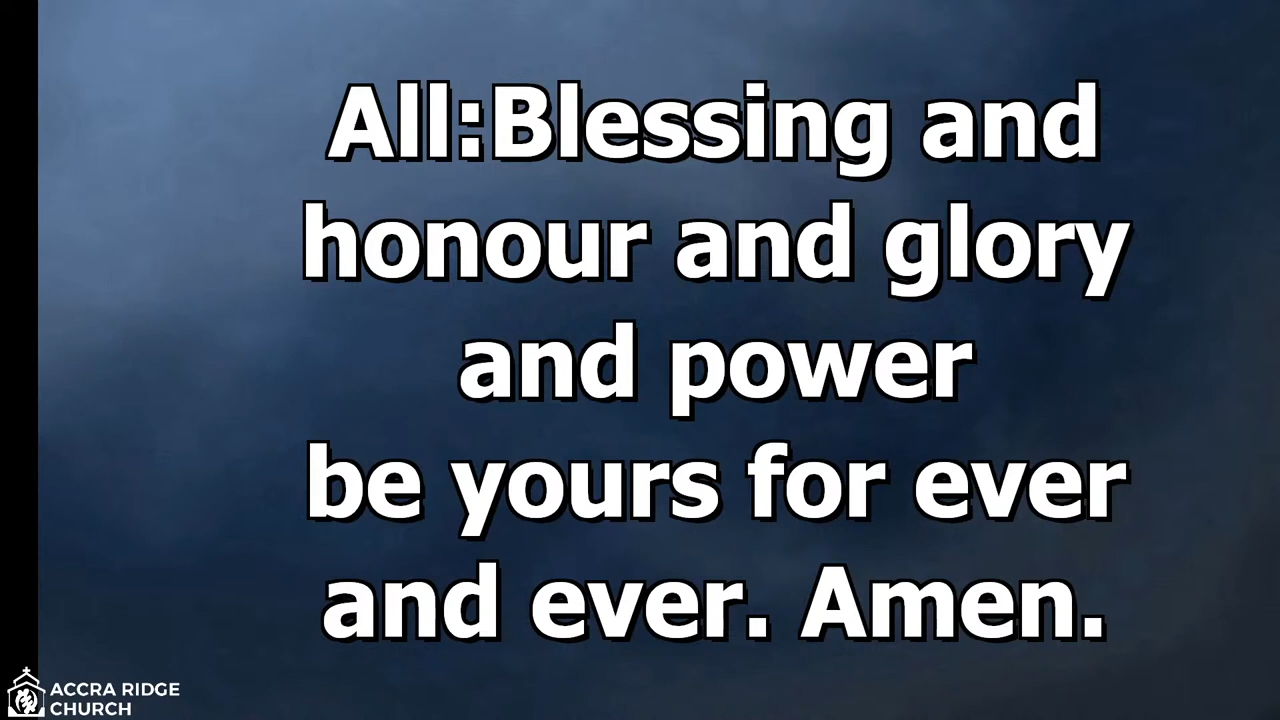 All:Blessing and
honour and glory
and power
be yours for ever
and ever. Amen.
ACCRA RIDGE
CHURCH